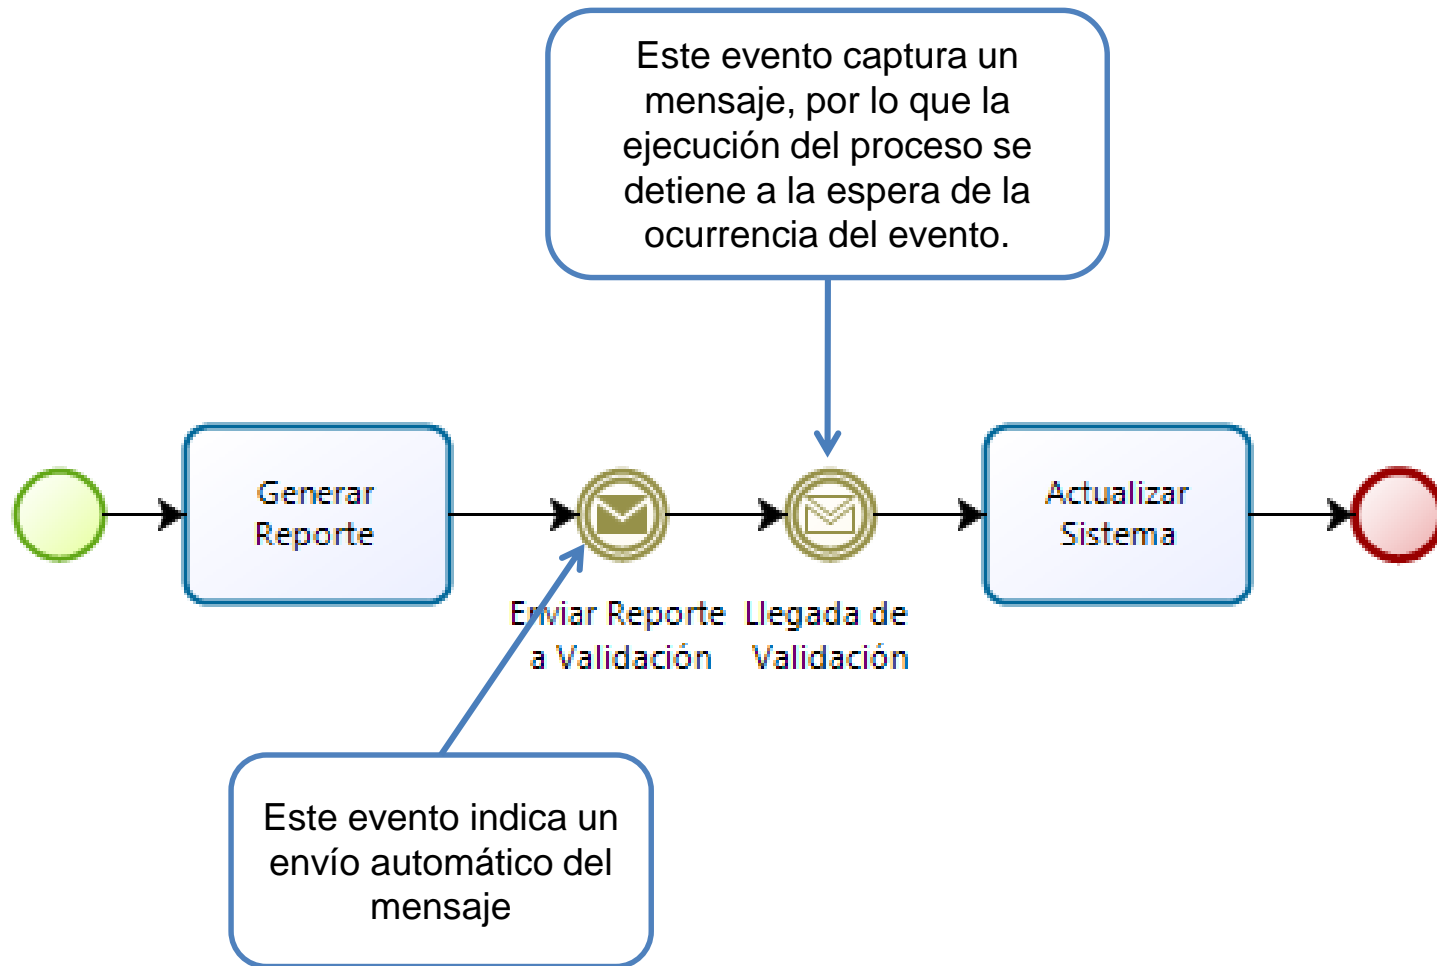 Este evento captura un
mensaje, por lo que la
ejecución del proceso se
detiene a la espera de la
ocurrencia del evento.
Generar
Reporte
Actualizar
Sistema
Enviar Reporte
a Validación
Llegada de
Validación
Este evento indica un
envío automático del
mensaje